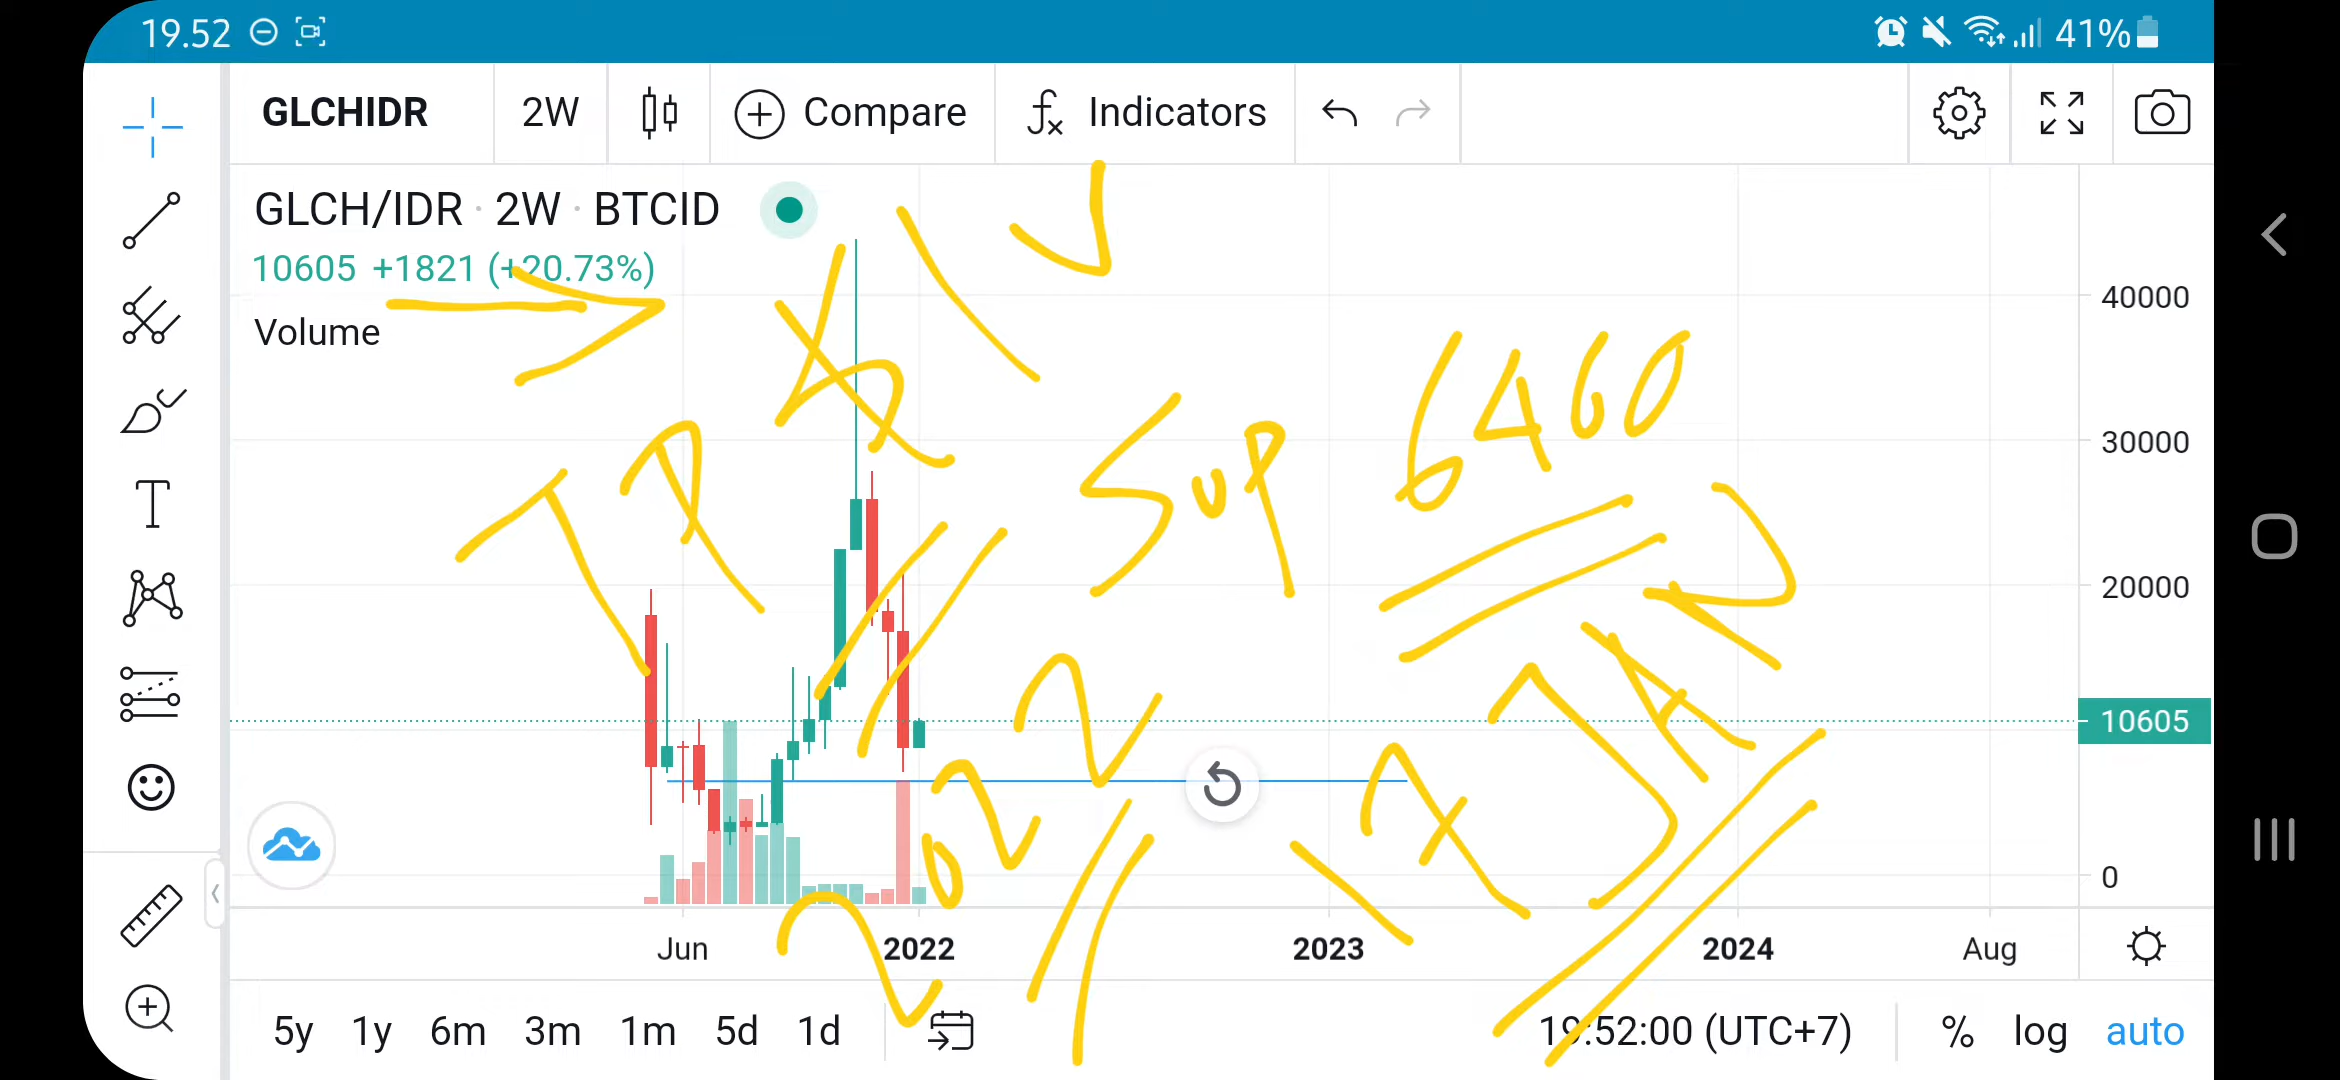 19.52 41%
GLCHIDR 2W Compare fx Indicators
GLCH/IDR · 2W · BTCID
10605 +1821 (+20.73%)
Volume
Sup 6460
JAN
2022
40000
30000
20000
10605
0
Jun 2022 2023 2024 Aug
5y 1y 6m 3m 1m 5d 1d 19:52:00 (UTC+7) % log auto